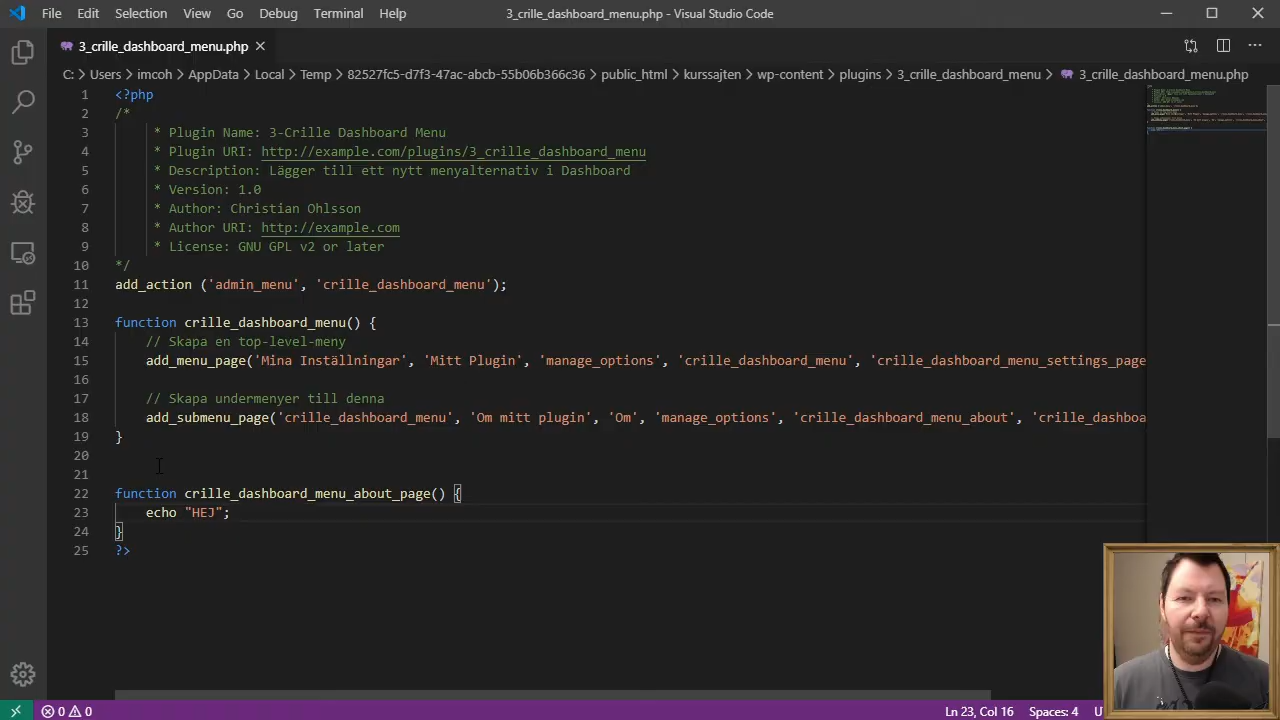 File Edit Selection View Go Debug Terminal Help 3_crille_dashboard_menu.php - Visual Studio Code
3_crille_dashboard_menu.php
C: > Users > imcoh > AppData > Local > Temp > 82527fc5-d7f3-47ac-abcb-55b06b366c36 > public_html > kurssajten > wp-content > plugins > 3_crille_dashboard_menu > 3_crille_dashboard_menu.php
1 <?php
2 /*
3 * Plugin Name: 3-Crille Dashboard Menu
4 * Plugin URI: http://example.com/plugins/3_crille_dashboard_menu
5 * Description: Lägger till ett nytt menyalternativ i Dashboard
6 * Version: 1.0
7 * Author: Christian Ohlsson
8 * Author URI: http://example.com
9 * License: GNU GPL v2 or later
10 */
11 add_action ('admin_menu', 'crille_dashboard_menu');
12
13 function crille_dashboard_menu() {
14 // Skapa en top-level-meny
15 add_menu_page('Mina Inställningar', 'Mitt Plugin', 'manage_options', 'crille_dashboard_menu', 'crille_dashboard_menu_settings_page
16
17 // Skapa undermenyer till denna
18 add_submenu_page('crille_dashboard_menu', 'Om mitt plugin', 'Om', 'manage_options', 'crille_dashboard_menu_about', 'crille_dashboa
19 }
20
21
22 function crille_dashboard_menu_about_page() {
23 echo "HEJ";
24 }
25 ?>
0 0 Ln 23, Col 16 Spaces: 4 U